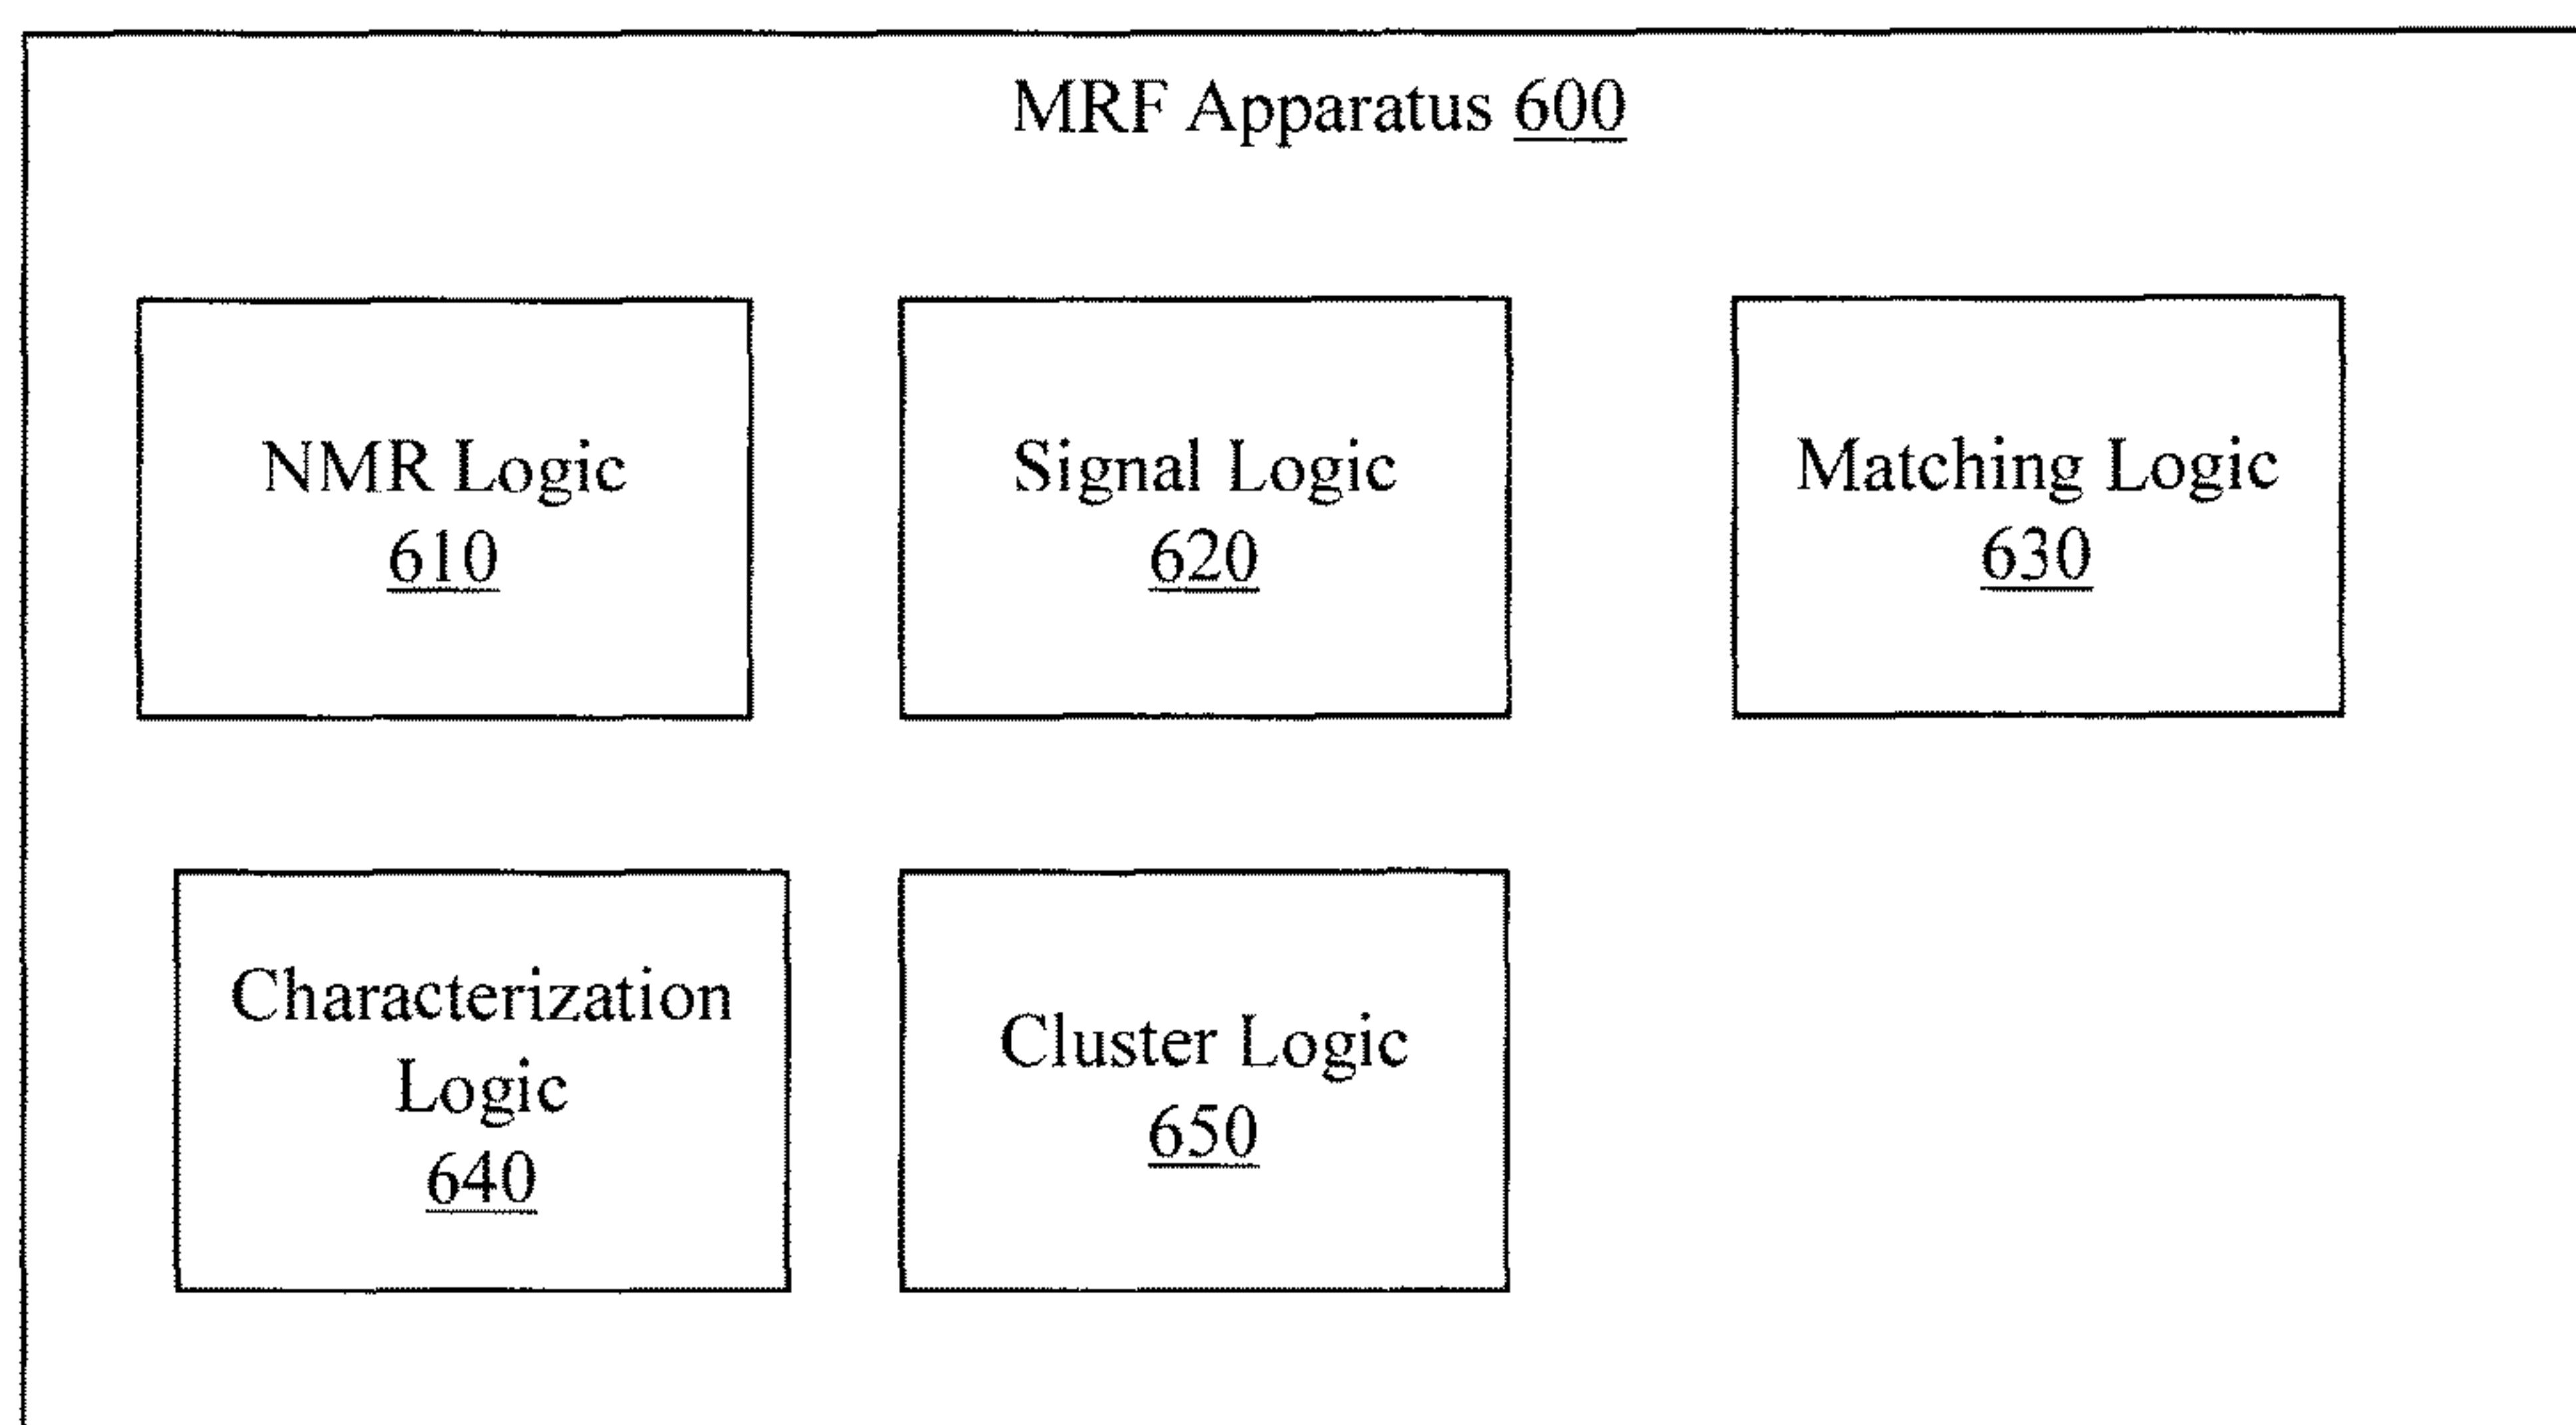 MRF Apparatus 600
NMR Logic
610
Signal Logic
620
Matching Logic
630
Characterization
Logic
640
Cluster Logic
650